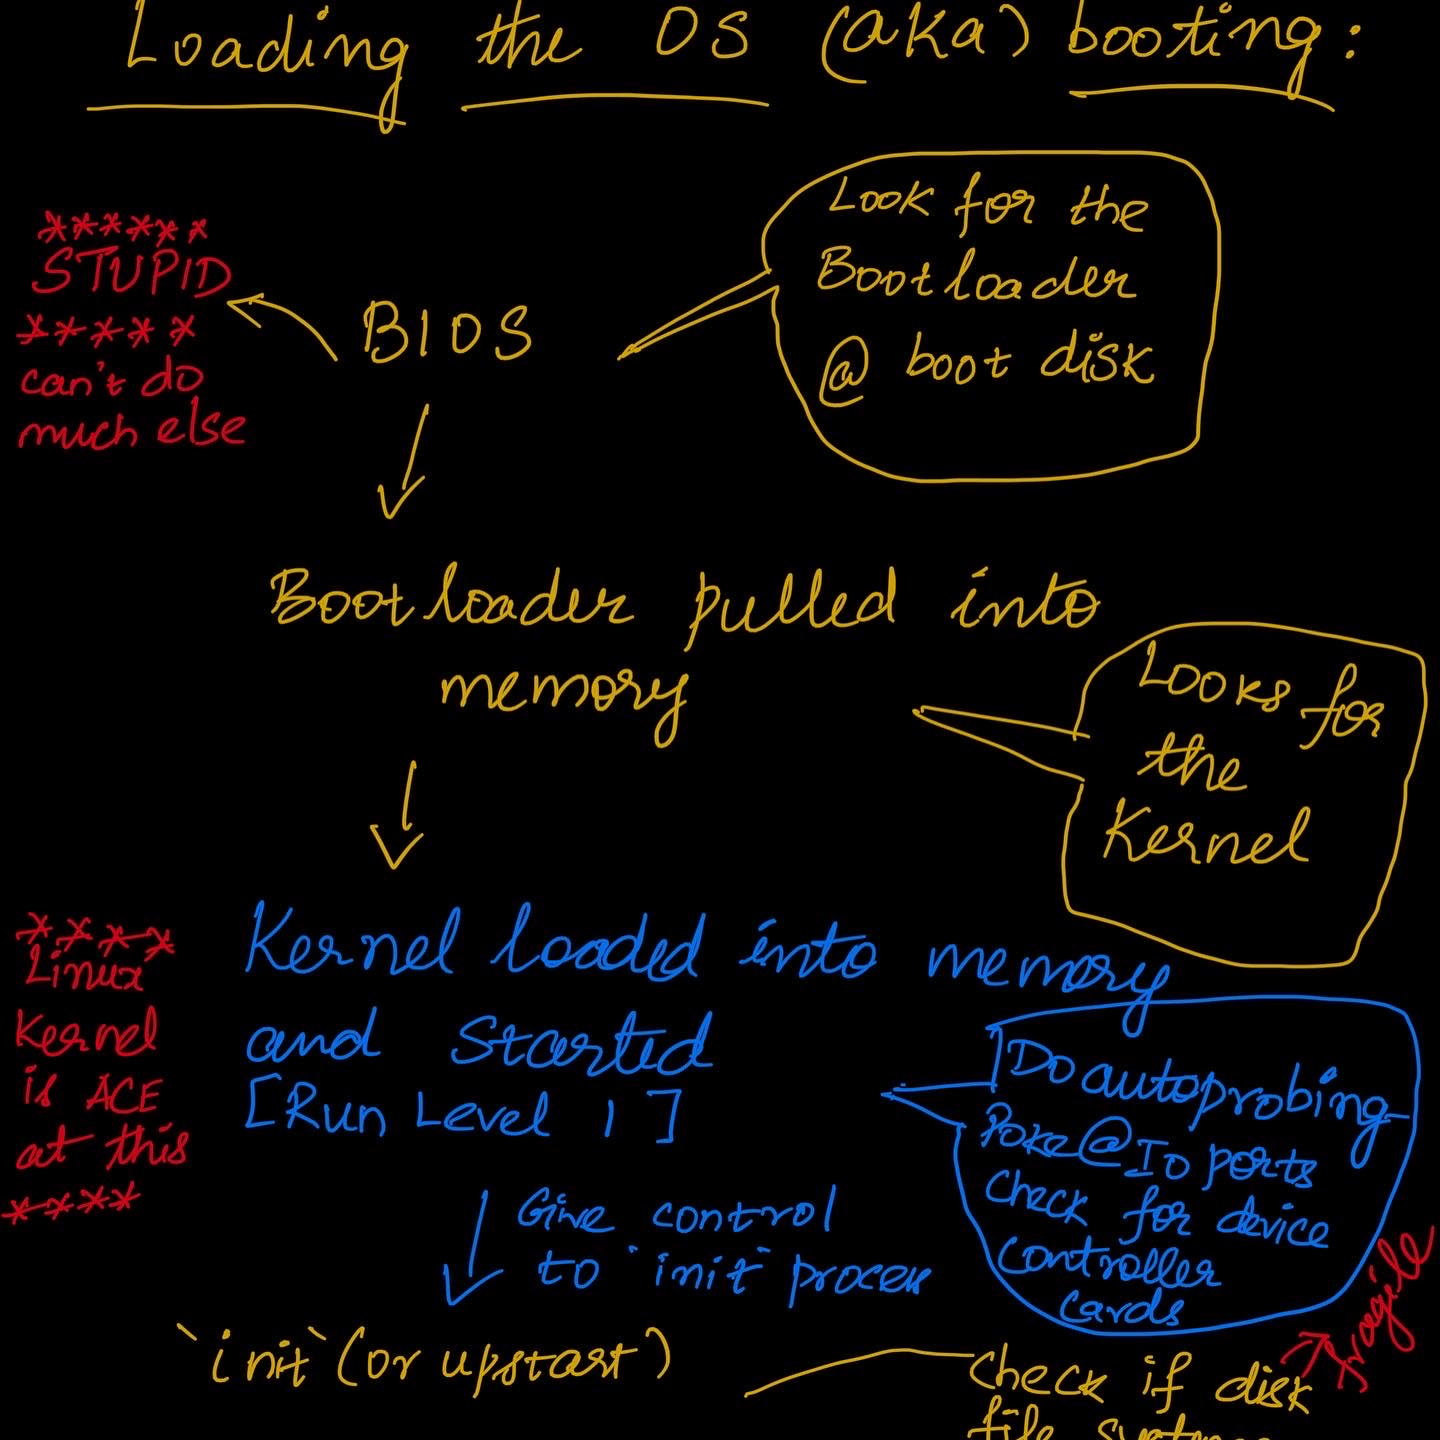 Loading the OS (aka) booting:
Look for the
Bootloader
@ boot disk
******
STUPID
*****
can't do
much else
BIOS
Bootloader pulled into
memory
Looks for
the
Kernel
Kernel loaded into memory
and started
[Run Level 1]
****
Linux
Kernel
is ACE
at this
****
Do autoprobing
Poke @ IO ports
check for device
controller
cards
Give control
to `init` process
`init` (or upstart)
check if disk
file systems
fragile